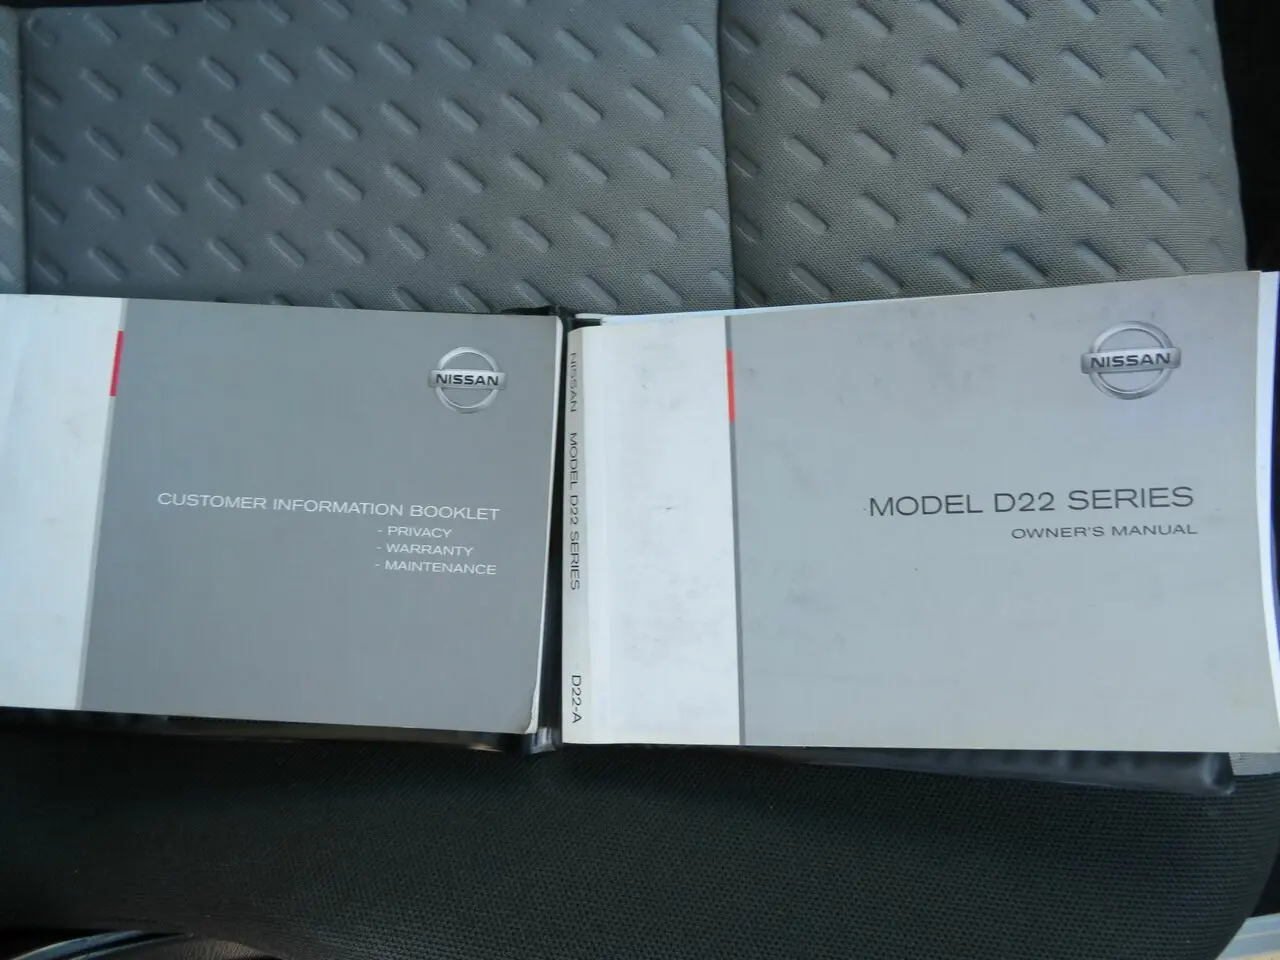 NISSAN
CUSTOMER INFORMATION BOOKLET
- PRIVACY
- WARRANTY
- MAINTENANCE
NISSAN MODEL D22 SERIES D22-A
NISSAN
MODEL D22 SERIES
OWNER'S MANUAL